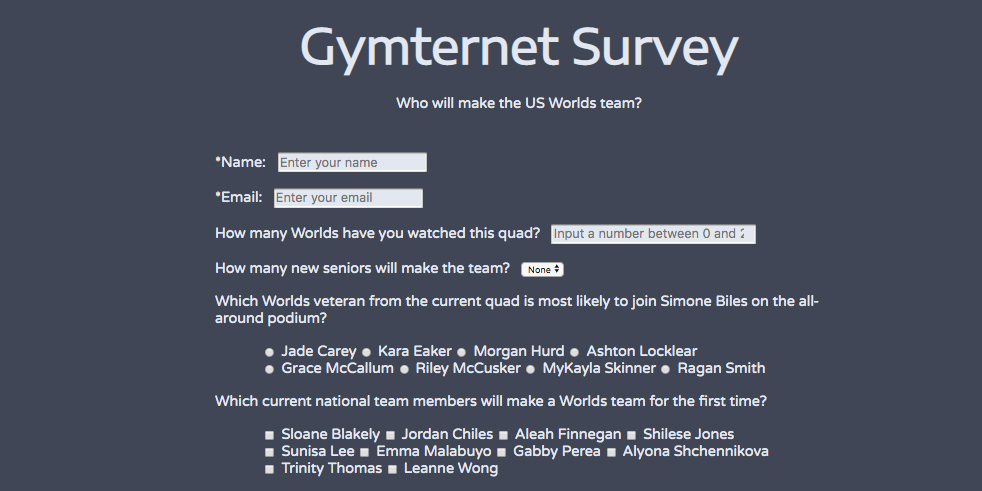 Gymternet Survey
Who will make the US Worlds team?
*Name: Enter your name
*Email: Enter your email
How many Worlds have you watched this quad? Input a number between 0 and 2
How many new seniors will make the team? None
Which Worlds veteran from the current quad is most likely to join Simone Biles on the all-
around podium?
Jade Carey Kara Eaker Morgan Hurd Ashton Locklear
Grace McCallum Riley McCusker MyKayla Skinner Ragan Smith
Which current national team members will make a Worlds team for the first time?
Sloane Blakely Jordan Chiles Aleah Finnegan Shilese Jones
Sunisa Lee Emma Malabuyo Gabby Perea Alyona Shchennikova
Trinity Thomas Leanne Wong